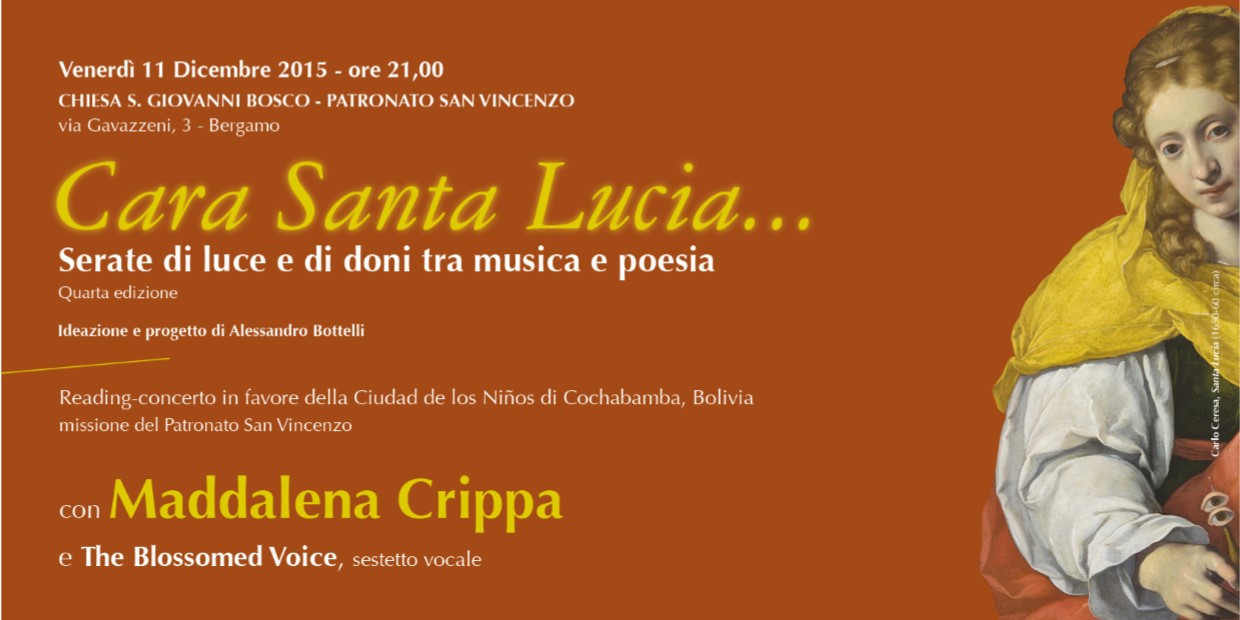 Venerdì 11 Dicembre 2015 - ore 21,00
CHIESA S. GIOVANNI BOSCO - PATRONATO SAN VINCENZO
via Gavazzeni, 3 - Bergamo
Cara Santa Lucia...
Serate di luce e di doni tra musica e poesia
Quarta edizione
Ideazione e progetto di Alessandro Bottelli
Reading-concerto in favore della Ciudad de los Niños di Cochabamba, Bolivia
missione del Patronato San Vincenzo
con Maddalena Crippa
e The Blossomed Voice, sestetto vocale
Carlo Ceresa, Santa Lucia (1650-60 circa)